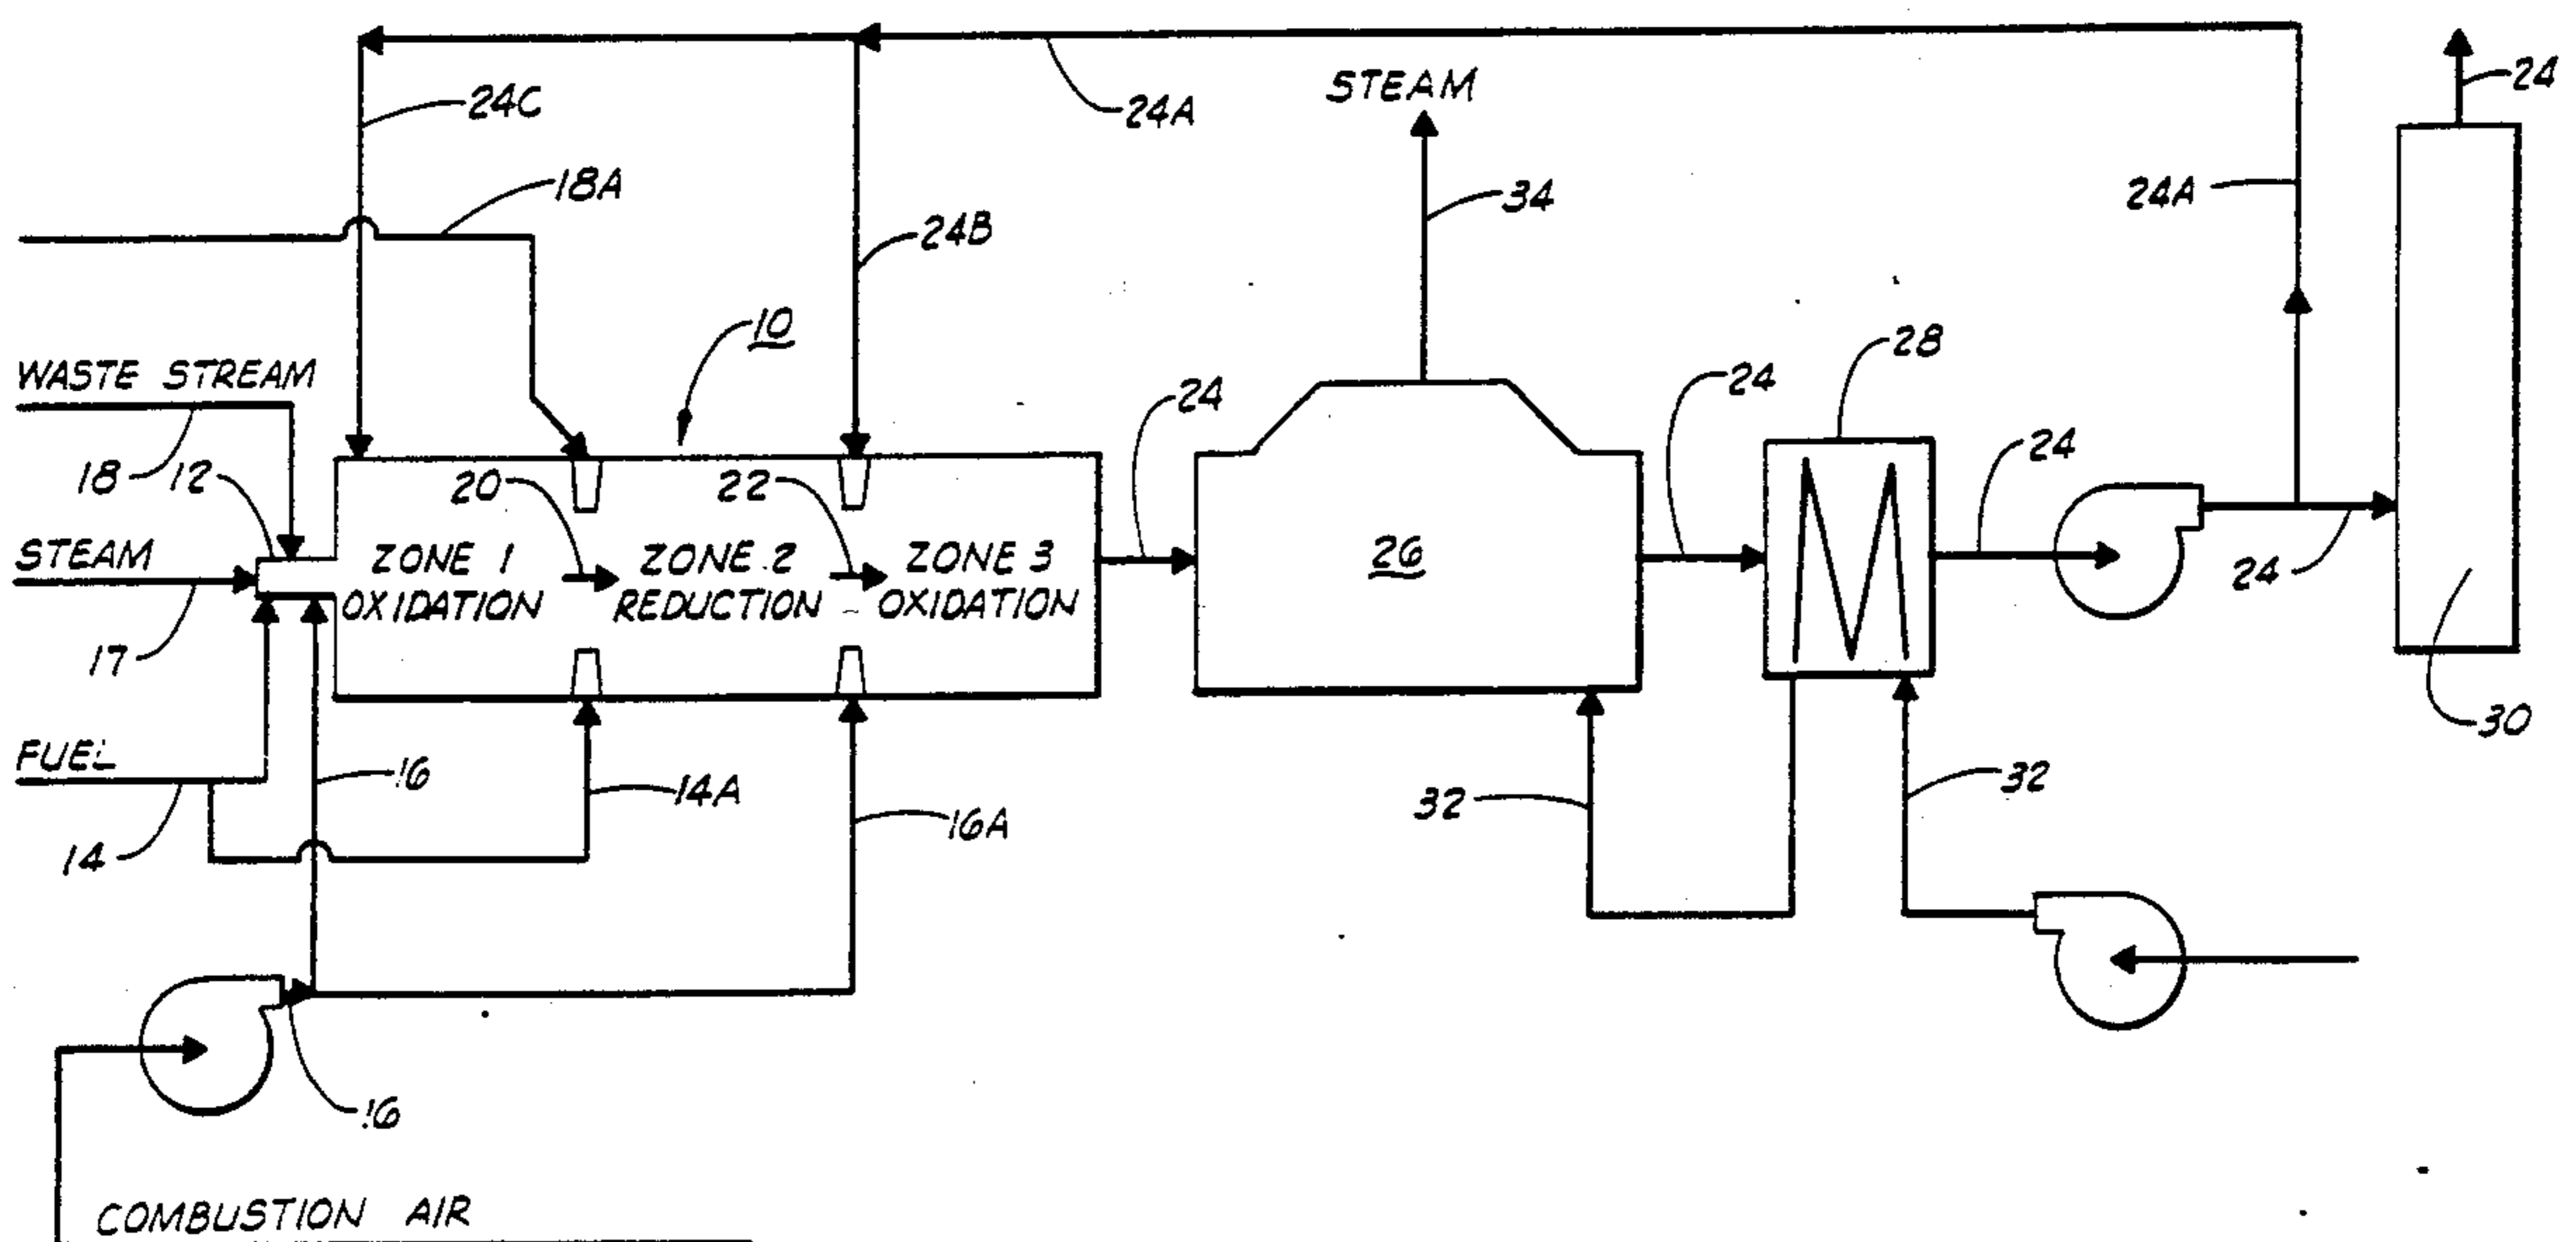 24
STEAM
24C
24A
18A
34
24A
24B
10
28
WASTE STREAM
24
24
24
18
12
20
22
STEAM
ZONE 1
OXIDATION
ZONE 2
REDUCTION
ZONE 3
OXIDATION
26
24
17
30
FUEL
16
14A
32
32
14
16A
16
COMBUSTION AIR